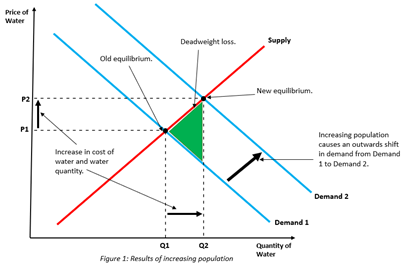 Price of
Water
Deadweight loss.
Supply
Old equilibrium.
New equilibrium.
P2
P1
Increasing population
causes an outwards shift
in demand from Demand
1 to Demand 2.
Increase in cost of
water and water
quantity.
Demand 2
Demand 1
Q1
Q2
Quantity of
Water
Figure 1: Results of increasing population